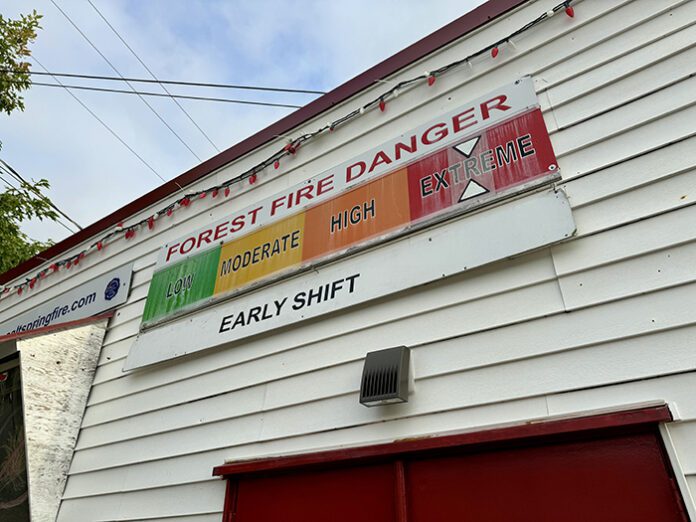 FOREST FIRE DANGER
LOW MODERATE HIGH EXTREME
EARLY SHIFT
saltspringfire.com